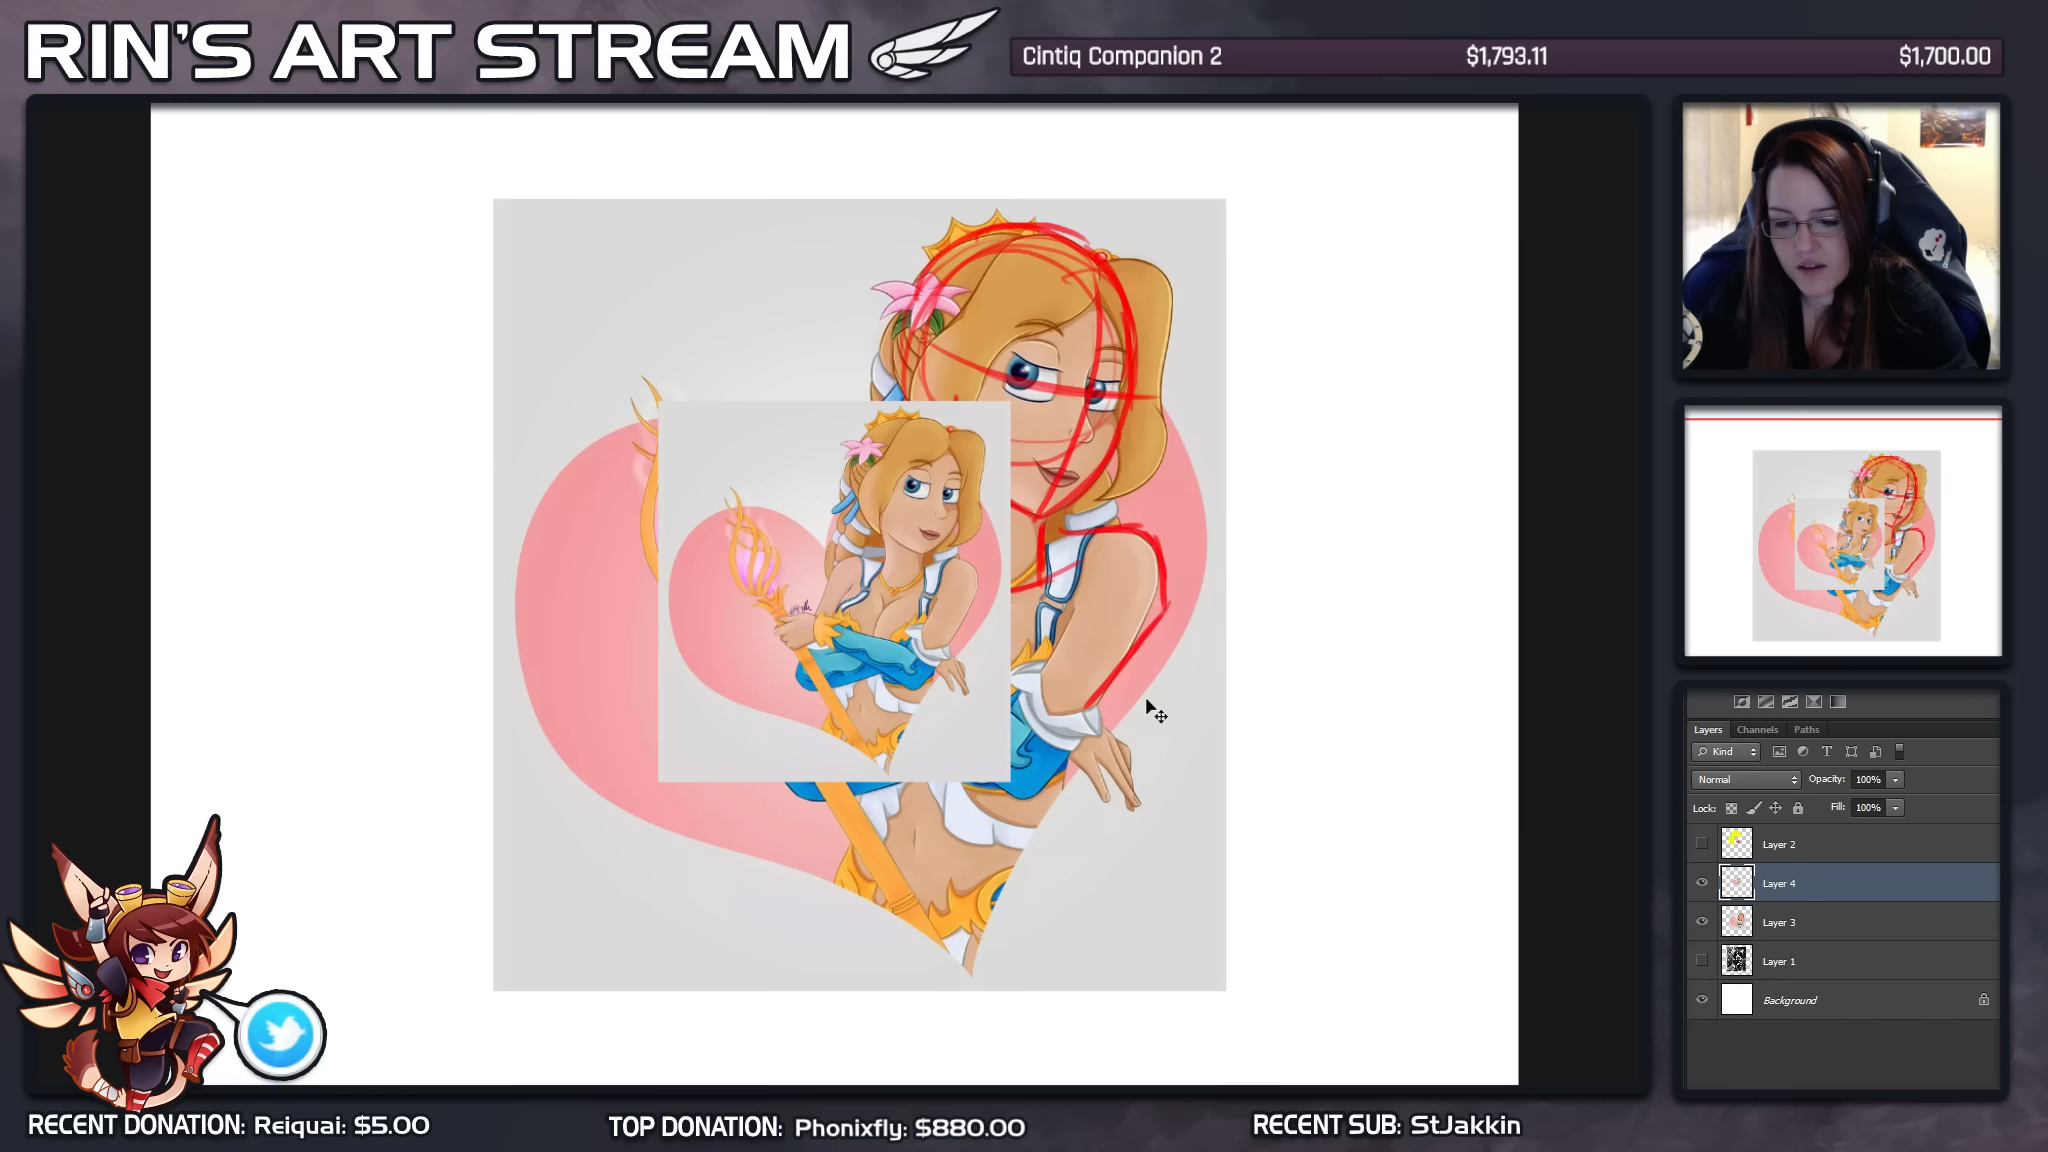 RIN'S ART STREAM
Cintiq Companion 2 $1,793.11 $1,700.00
Layers Channels Paths
Kind
Normal Opacity: 100%
Lock: Fill: 100%
Layer 2
Layer 4
Layer 3
Layer 1
Background
RECENT DONATION: Reiquai: $5.00
TOP DONATION: Phonixfly: $880.00
RECENT SUB: StJakkin